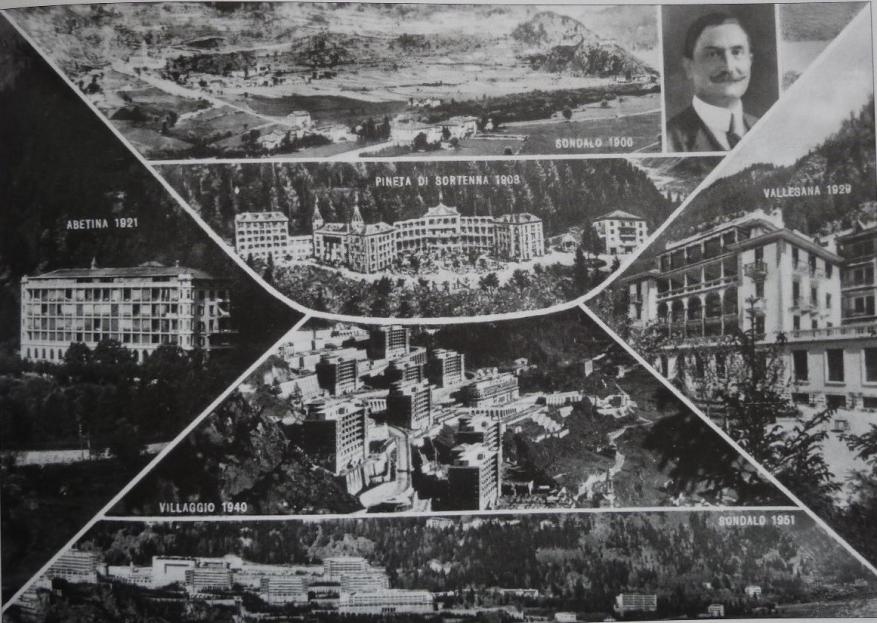 SONDALO 1900
PINETA DI SORTENNA 1903
VALLESANA 1929
ABETINA 1921
VILLAGGIO 1940
SONDALO 1951